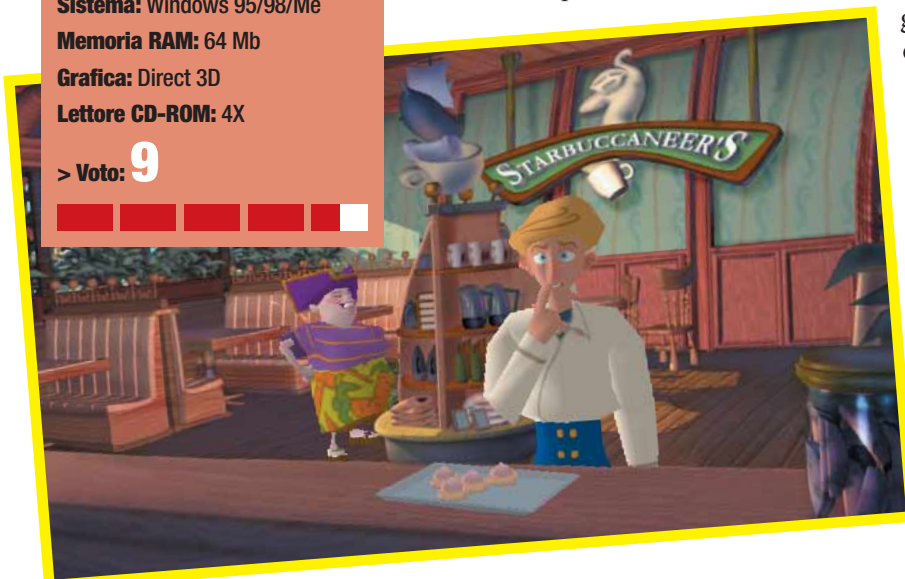 Sistema: Windows 95/98/Me
Memoria RAM: 64 Mb
Grafica: Direct 3D
Lettore CD-ROM: 4X
> Voto: 9
STARBUCCANEER'S